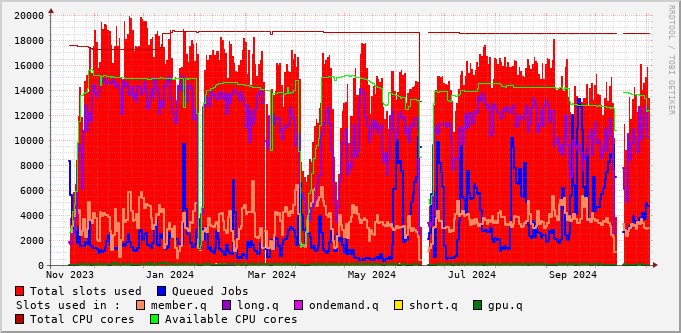 20000
18000
16000
14000
12000
10000
8000
6000
4000
2000
0
Nov 2023 Jan 2024 Mar 2024 May 2024 Jul 2024 Sep 2024
RRDTOOL / TOBI OETIKER
Total slots used Queued Jobs
Slots used in : member.q long.q ondemand.q short.q gpu.q
Total CPU cores Available CPU cores